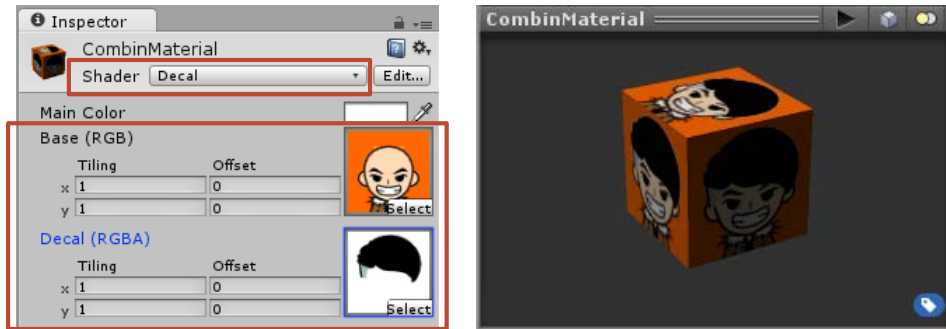 Inspector
CombinMaterial
Shader Decal Edit...
Main Color
Base (RGB)
Tiling Offset
x 1 0
y 1 0
Select
Decal (RGBA)
Tiling Offset
x 1 0
y 1 0
Select
CombinMaterial